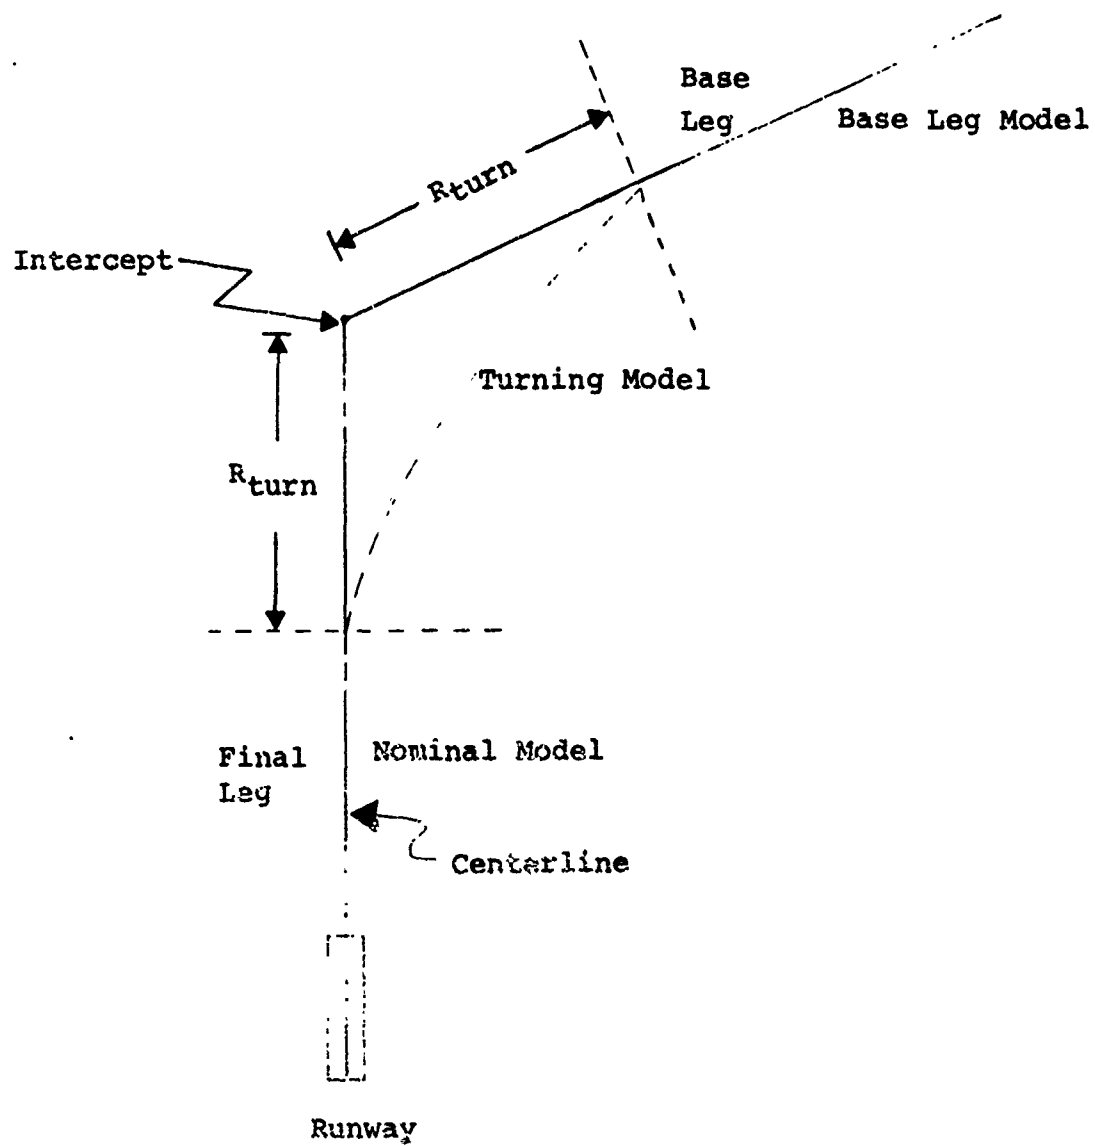 Base
Leg
Base Leg Model
Rturn
Intercept
Turning Model
Rturn
Final
Leg
Nominal Model
Centerline
Runway